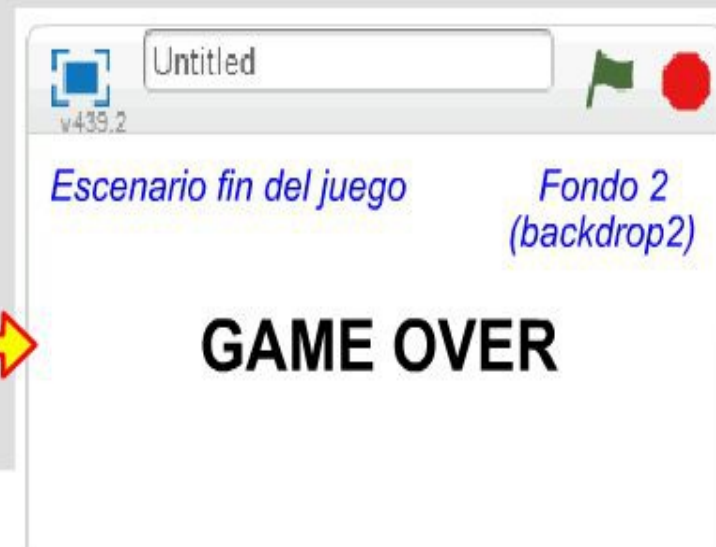 Untitled
v439.2
Escenario fin del juego
Fondo 2
(backdrop2)
GAME OVER